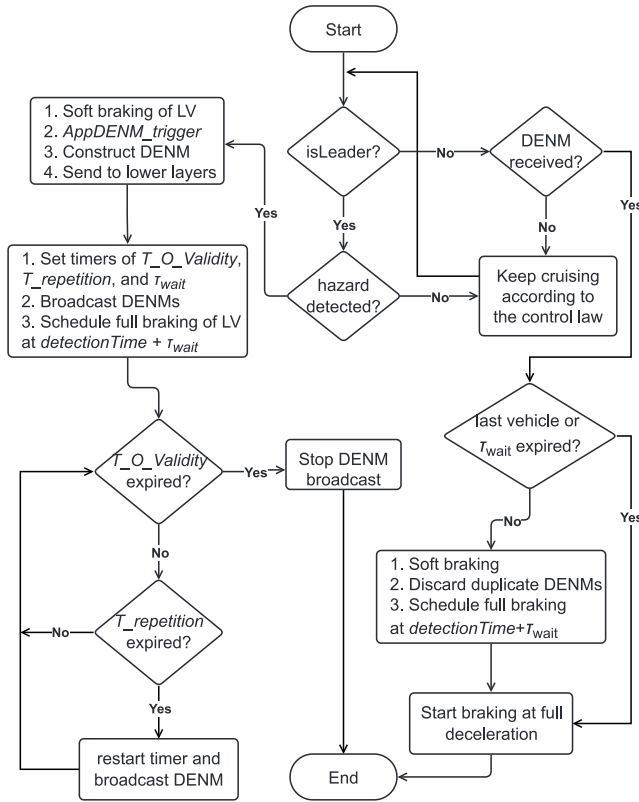 Start
1. Soft braking of LV
2. AppDENM_trigger
3. Construct DENM
4. Send to lower layers
isLeader?
No
DENM
received?
Yes
Yes
Yes
No
1. Set timers of T_O_Validity,
T_repetition, and τwait
2. Broadcast DENMs
3. Schedule full braking of LV
at detectionTime + τwait
hazard
detected?
No
Keep cruising
according to
the control law
last vehicle or
τwait expired?
T_O_Validity
expired?
Yes
Stop DENM
broadcast
No
Yes
No
1. Soft braking
2. Discard duplicate DENMs
3. Schedule full braking
at detectionTime+τwait
T_repetition
expired?
No
Yes
Start braking at full
deceleration
restart timer and
broadcast DENM
End